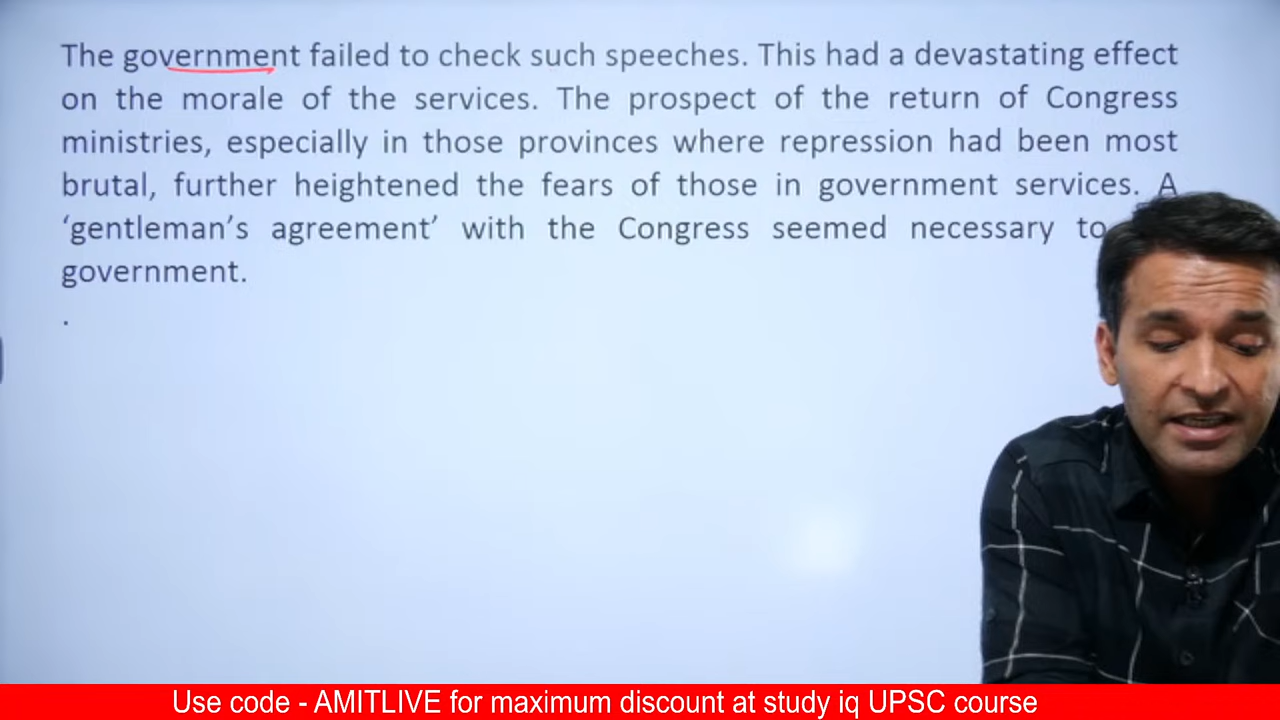 The government failed to check such speeches. This had a devastating effect
on the morale of the services. The prospect of the return of Congress
ministries, especially in those provinces where repression had been most
brutal, further heightened the fears of those in government services. A
‘gentleman’s agreement’ with the Congress seemed necessary to
government.
.
Use code - AMITLIVE for maximum discount at study iq UPSC course